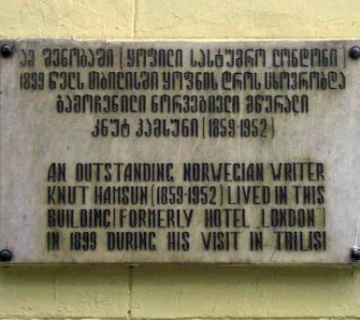 ამ შენობაში (ყოფილი სასტუმრო ლონდონი)
1899 წელს თბილისში ყოფნის დროს ცხოვრობდა
გამოჩენილი ნორვეგიელი მწერალი
კნუტ ჰამსუნი (1859-1952)
AN OUTSTANDING NORWEGIAN WRITER
KNUT HAMSUN (1859-1952) LIVED IN THIS
BUILDING (FORMERLY HOTEL "LONDON")
IN 1899 DURING HIS VISIT IN TBILISI